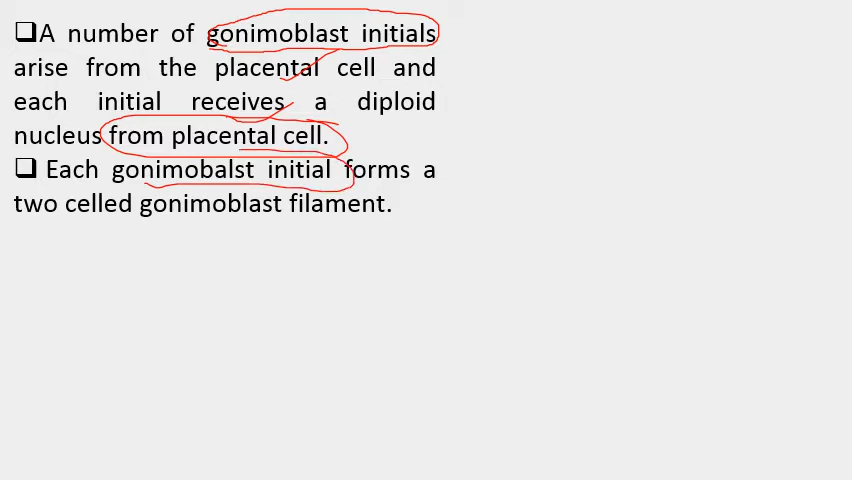 ❑A number of gonimoblast initials
arise from the placental cell and
each initial receives a diploid
nucleus from placental cell.
❑ Each gonimobalst initial forms a
two celled gonimoblast filament.